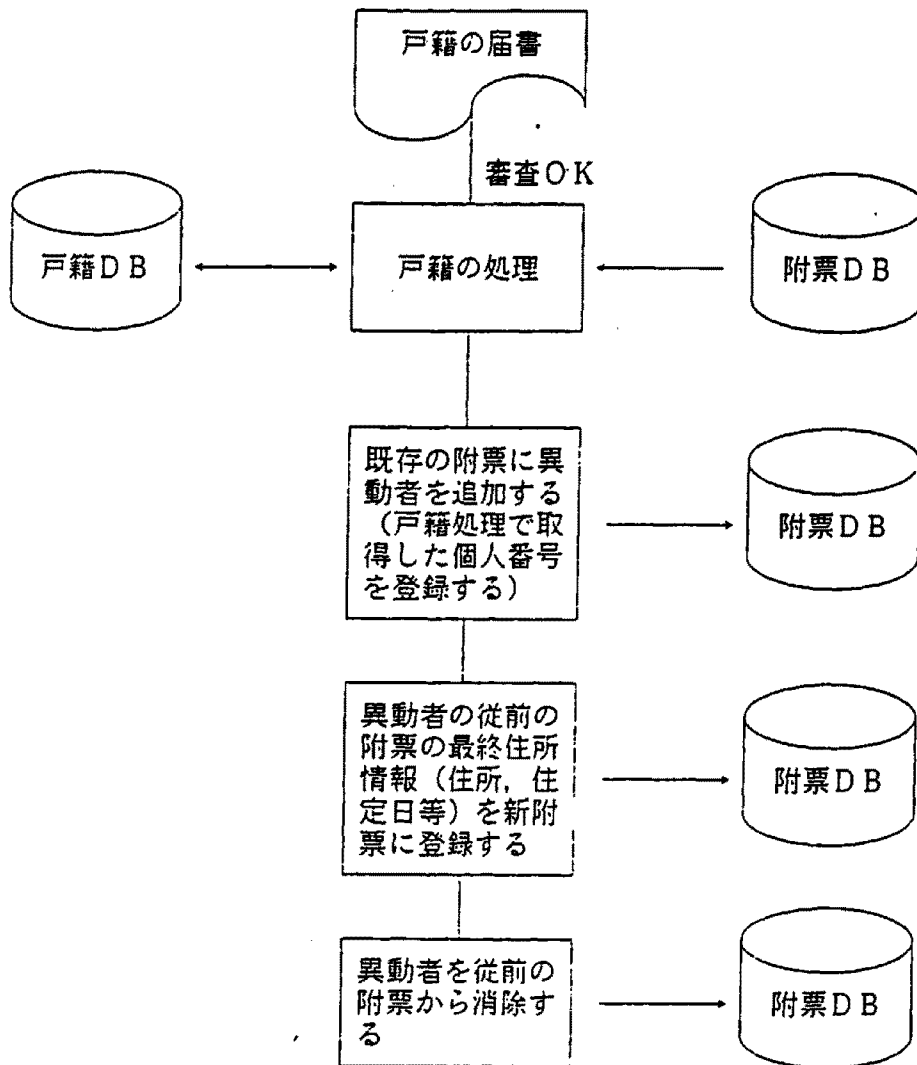 戸籍の届書
審査OK
戸籍DB
戸籍の処理
附票DB
既存の附票に異
動者を追加する
(戸籍処理で取
得した個人番号
を登録する)
附票DB
異動者の従前の
附票の最終住所
情報(住所,住
定日等)を新附
票に登録する
附票DB
異動者を従前の
附票から消除す
る
附票DB